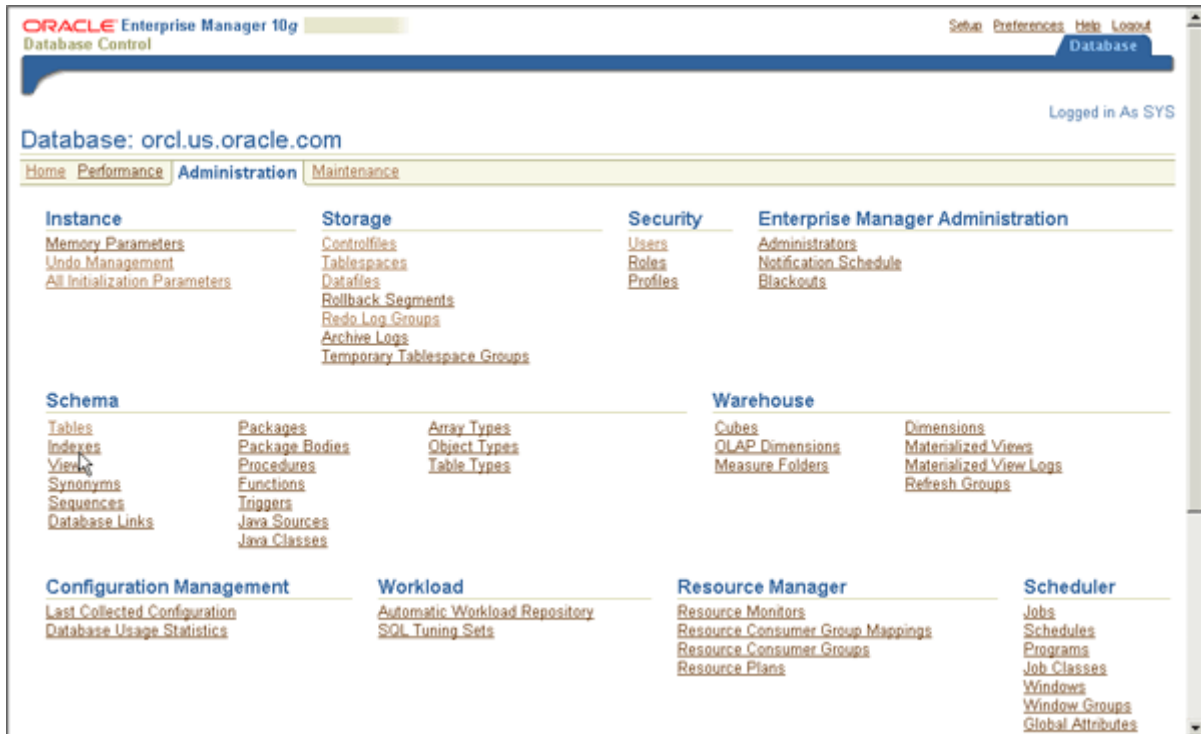 ORACLE Enterprise Manager 10g
Database Control
Setup Preferences Help Logout
Database
Logged in As SYS
Database: orcl.us.oracle.com
Home Performance Administration Maintenance
Instance
Memory Parameters
Undo Management
All Initialization Parameters
Storage
Controlfiles
Tablespaces
Datafiles
Rollback Segments
Redo Log Groups
Archive Logs
Temporary Tablespace Groups
Security
Users
Roles
Profiles
Enterprise Manager Administration
Administrators
Notification Schedule
Blackouts
Schema
Tables
Indexes
Views
Synonyms
Sequences
Database Links
Packages
Package Bodies
Procedures
Functions
Triggers
Java Sources
Java Classes
Array Types
Object Types
Table Types
Warehouse
Cubes
OLAP Dimensions
Measure Folders
Dimensions
Materialized Views
Materialized View Logs
Refresh Groups
Configuration Management
Last Collected Configuration
Database Usage Statistics
Workload
Automatic Workload Repository
SQL Tuning Sets
Resource Manager
Resource Monitors
Resource Consumer Group Mappings
Resource Consumer Groups
Resource Plans
Scheduler
Jobs
Schedules
Programs
Job Classes
Windows
Window Groups
Global Attributes